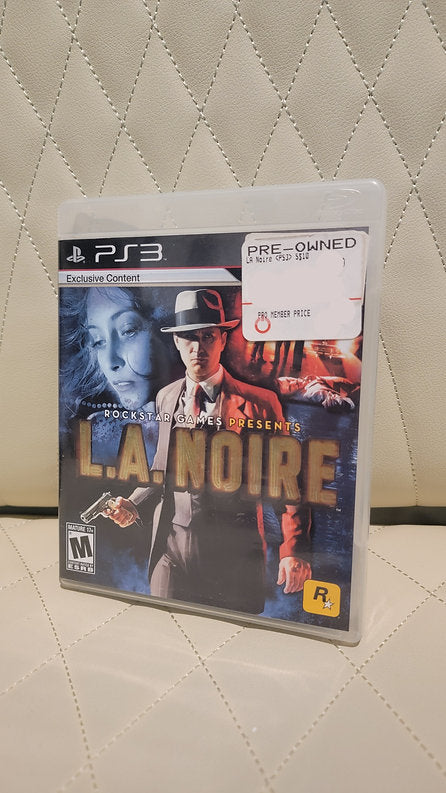 PS3
PRE-OWNED
LA Noire <PS3> S$10
PRO MEMBER PRICE
Exclusive Content
ROCKSTAR GAMES PRESENTS
L.A. NOIRE
MATURE 17+
M
ESRB
R